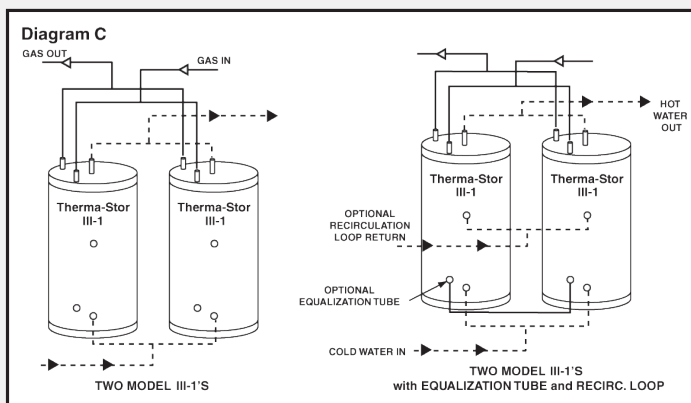 Diagram C
GAS OUT
GAS IN
Therma-Stor
III-1
Therma-Stor
III-1
TWO MODEL III-1'S
HOT
WATER
OUT
Therma-Stor
III-1
Therma-Stor
III-1
OPTIONAL
RECIRCULATION
LOOP RETURN
OPTIONAL
EQUALIZATION TUBE
COLD WATER IN
TWO MODEL III-1'S
with EQUALIZATION TUBE and RECIRC. LOOP